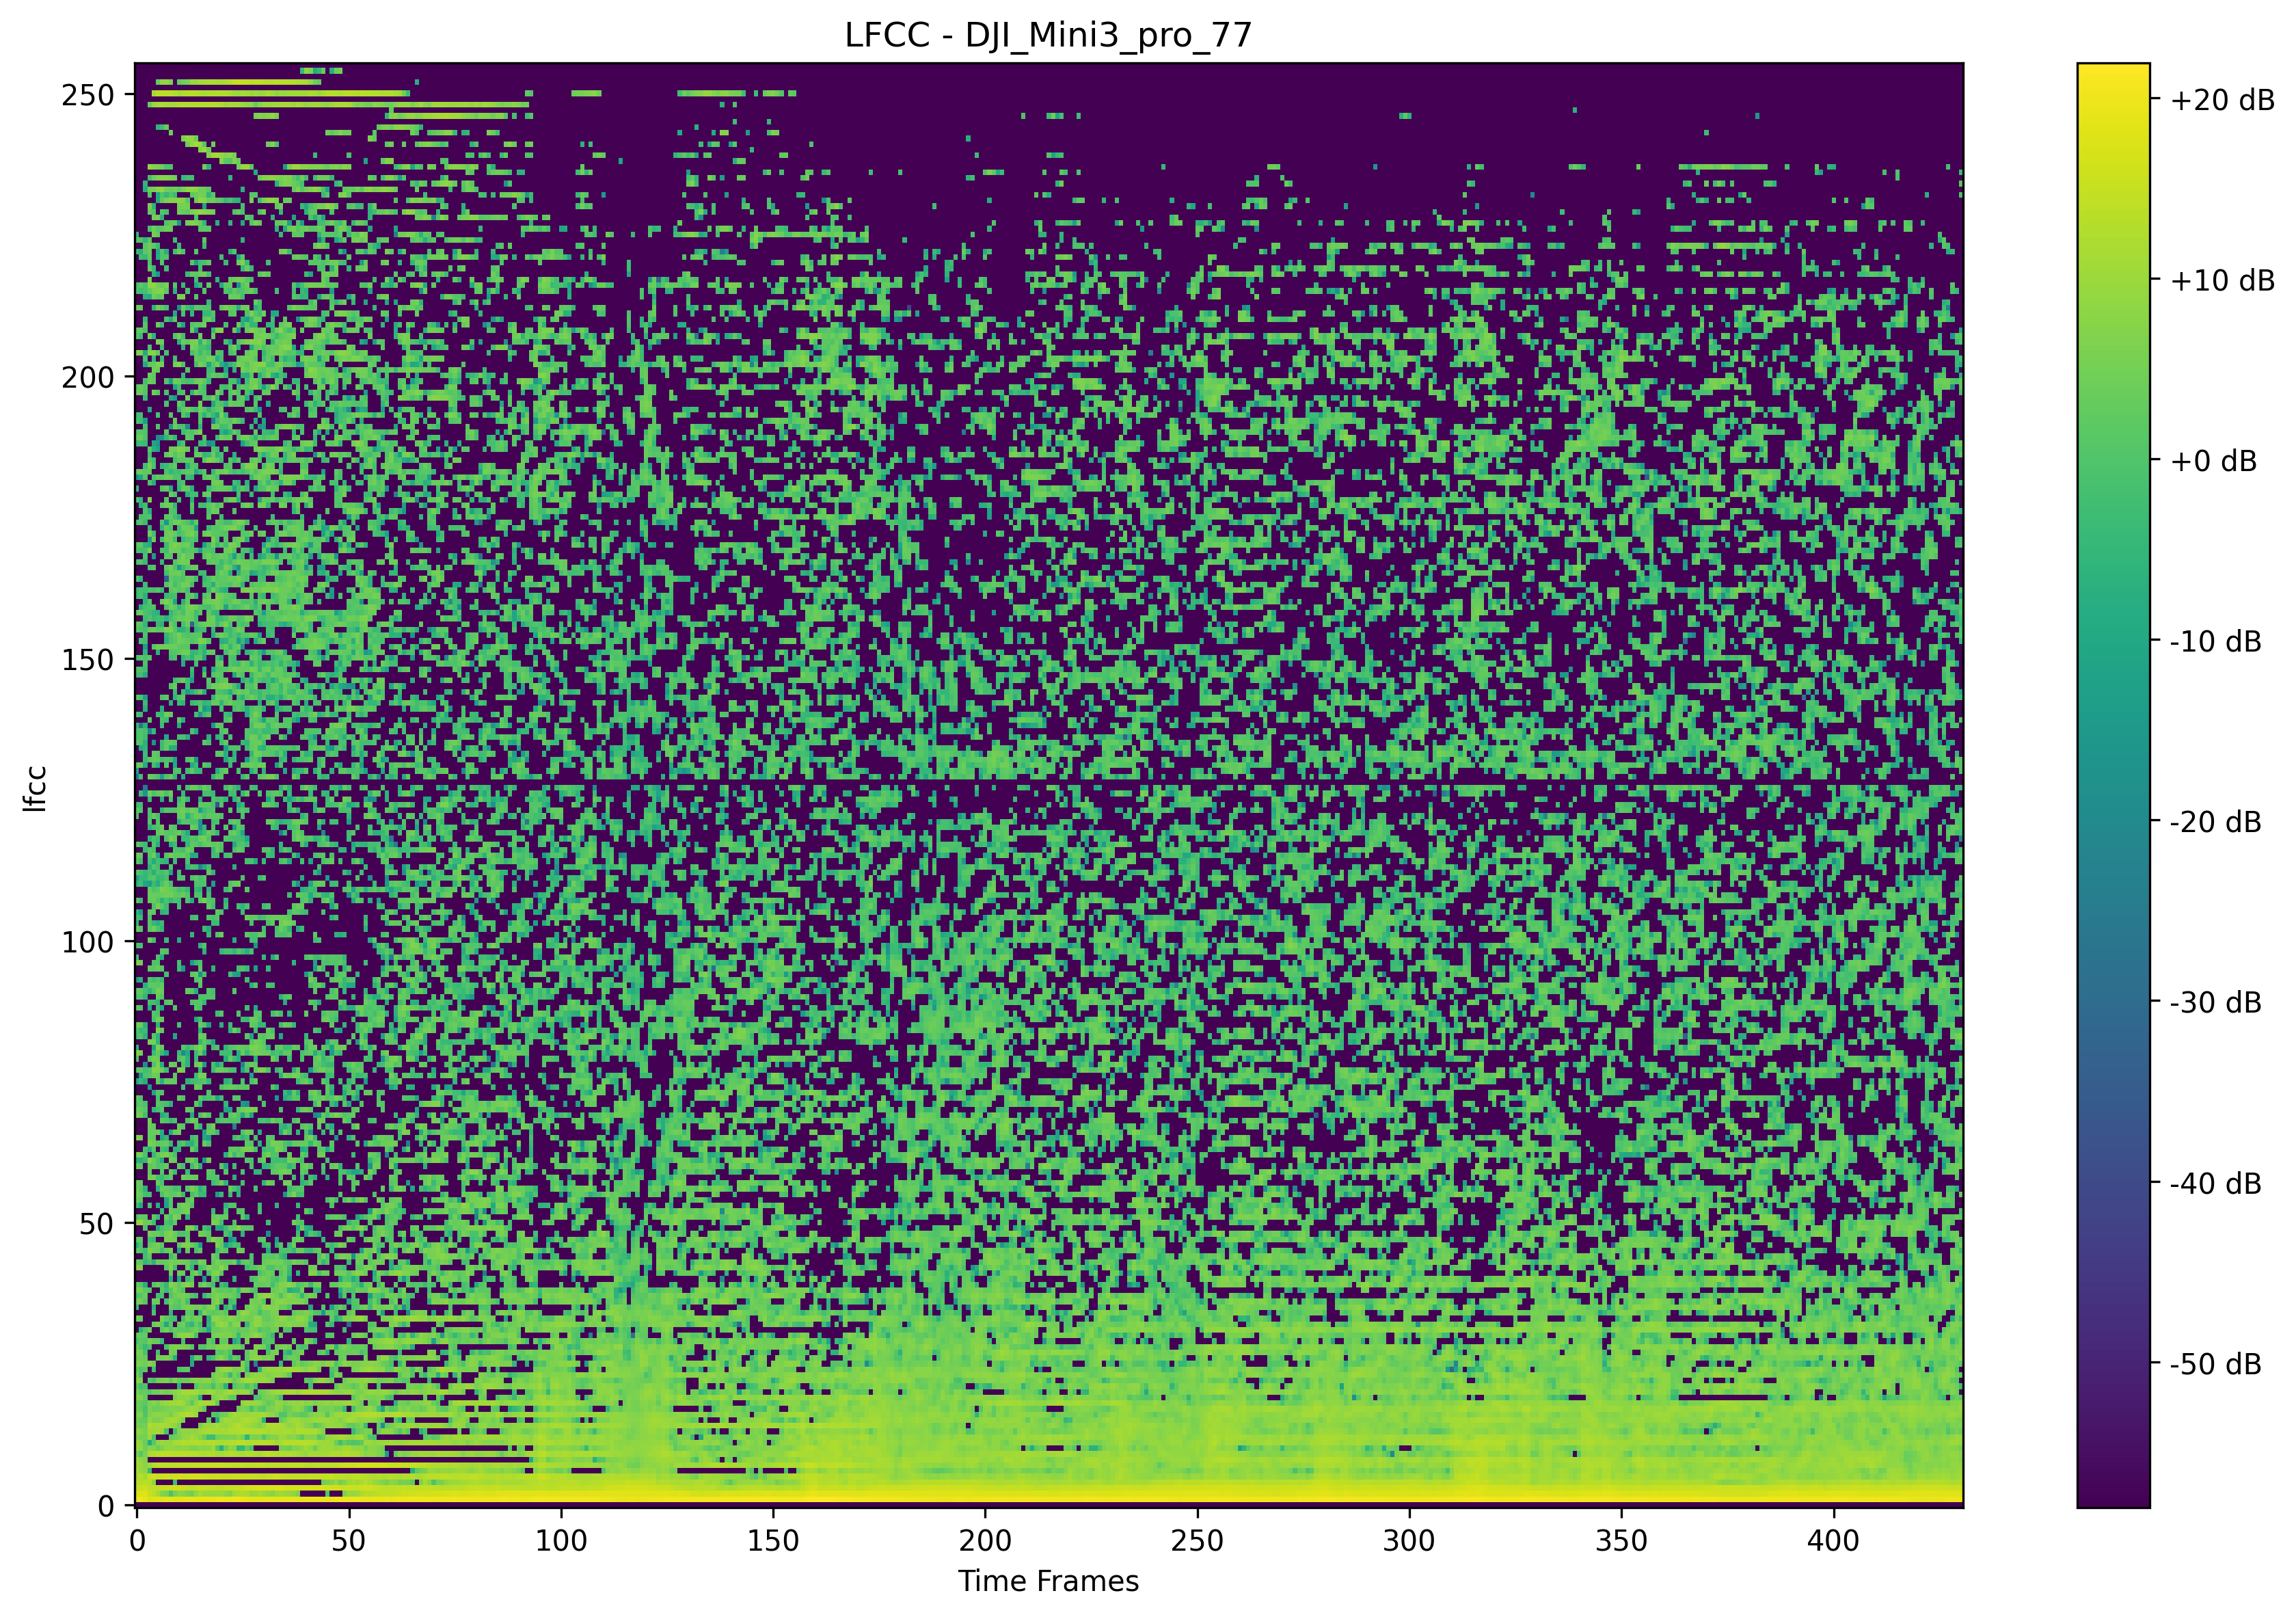 LFCC - DJI_Mini3_pro_77
250
200
150
100
50
0
lfcc
0 50 100 150 200 250 300 350 400
Time Frames
+20 dB
+10 dB
+0 dB
-10 dB
-20 dB
-30 dB
-40 dB
-50 dB